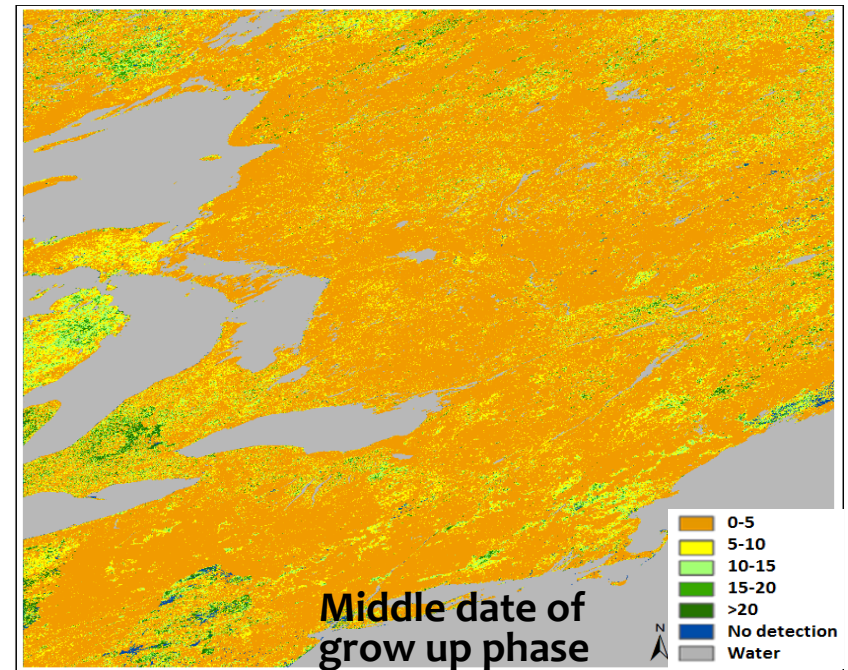 0-5
5-10
10-15
15-20
>20
No detection
Water
N
Middle date of
grow up phase